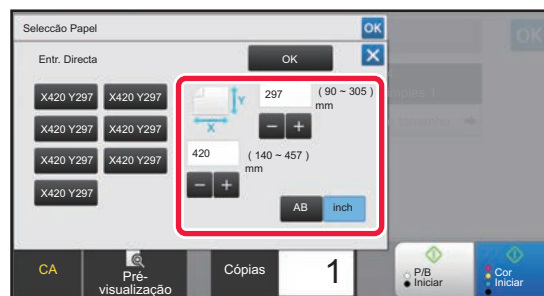 Seleccão Papel
OK
OK
Entr. Directa
OK
X420 Y297
X420 Y297
297
( 90 ~ 305 )
Y
mm
X420 Y297
X420 Y297
X
420
( 140 ~ 457 )
mm
X420 Y297
X420 Y297
X420 Y297
AB
inch
CA
Pré-
visualização
Cópias
1
P/B
Iniciar
Cor
Iniciar